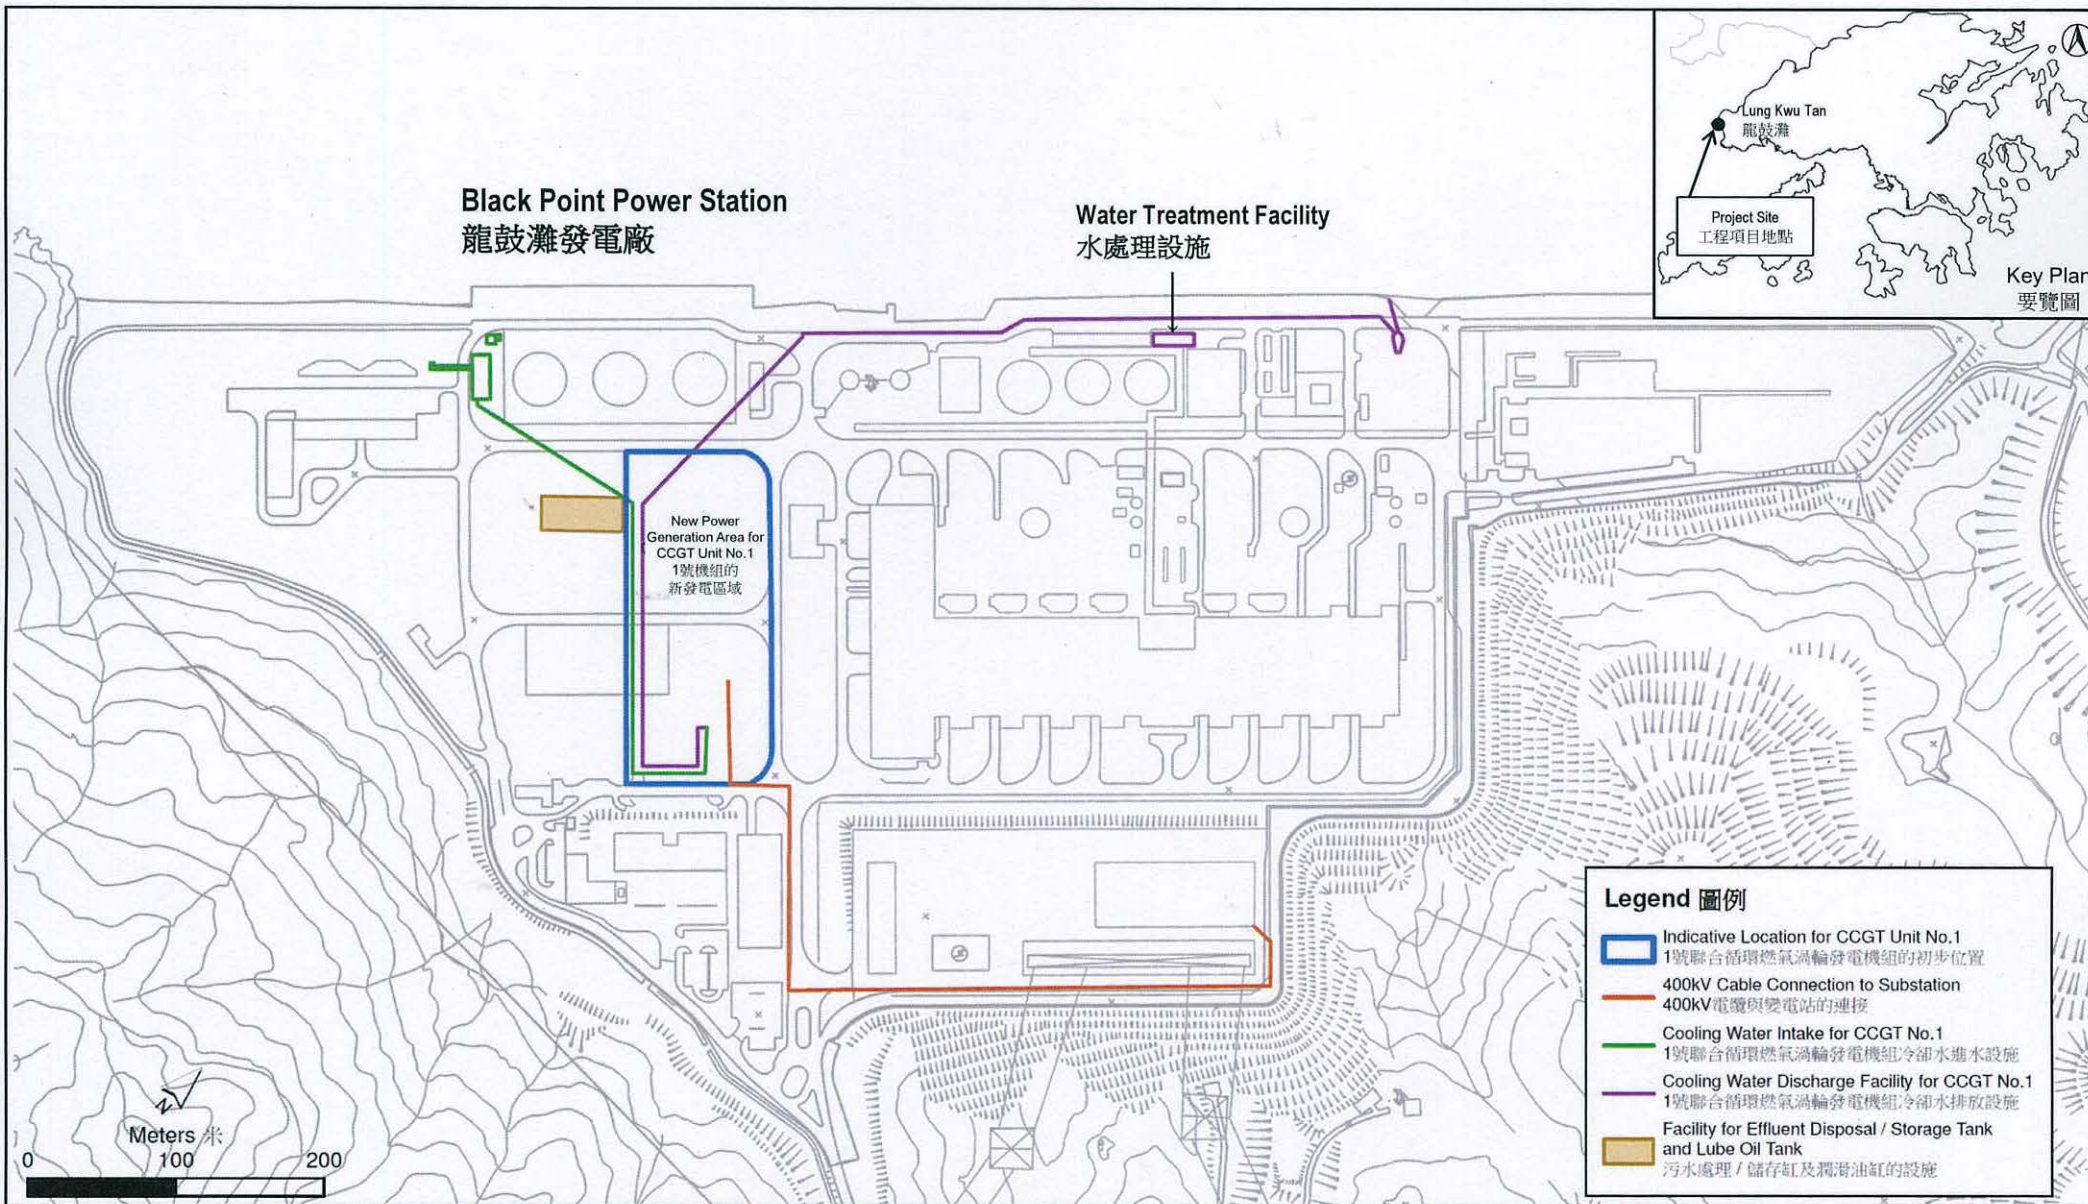 Black Point Power Station
龍鼓灘發電廠
Water Treatment Facility
水處理設施
Lung Kwu Tan
龍鼓灘
Project Site
工程項目地點
Key Plan
要覽圖
New Power
Generation Area for
CCGT Unit No.1
1號機組的
新發電區域
Legend 圖例
Indicative Location for CCGT Unit No.1
1號聯合循環燃氣渦輪發電機組的初步位置
400kV Cable Connection to Substation
400kV電纜與變電站的連接
Cooling Water Intake for CCGT No.1
1號聯合循環燃氣渦輪發電機組冷卻水進水設施
Cooling Water Discharge Facility for CCGT No.1
1號聯合循環燃氣渦輪發電機組冷卻水排放設施
Facility for Effluent Disposal / Storage Tank
and Lube Oil Tank
污水處理 / 儲存缸及潤滑油缸的設施
N
Meters 米
0 100 200